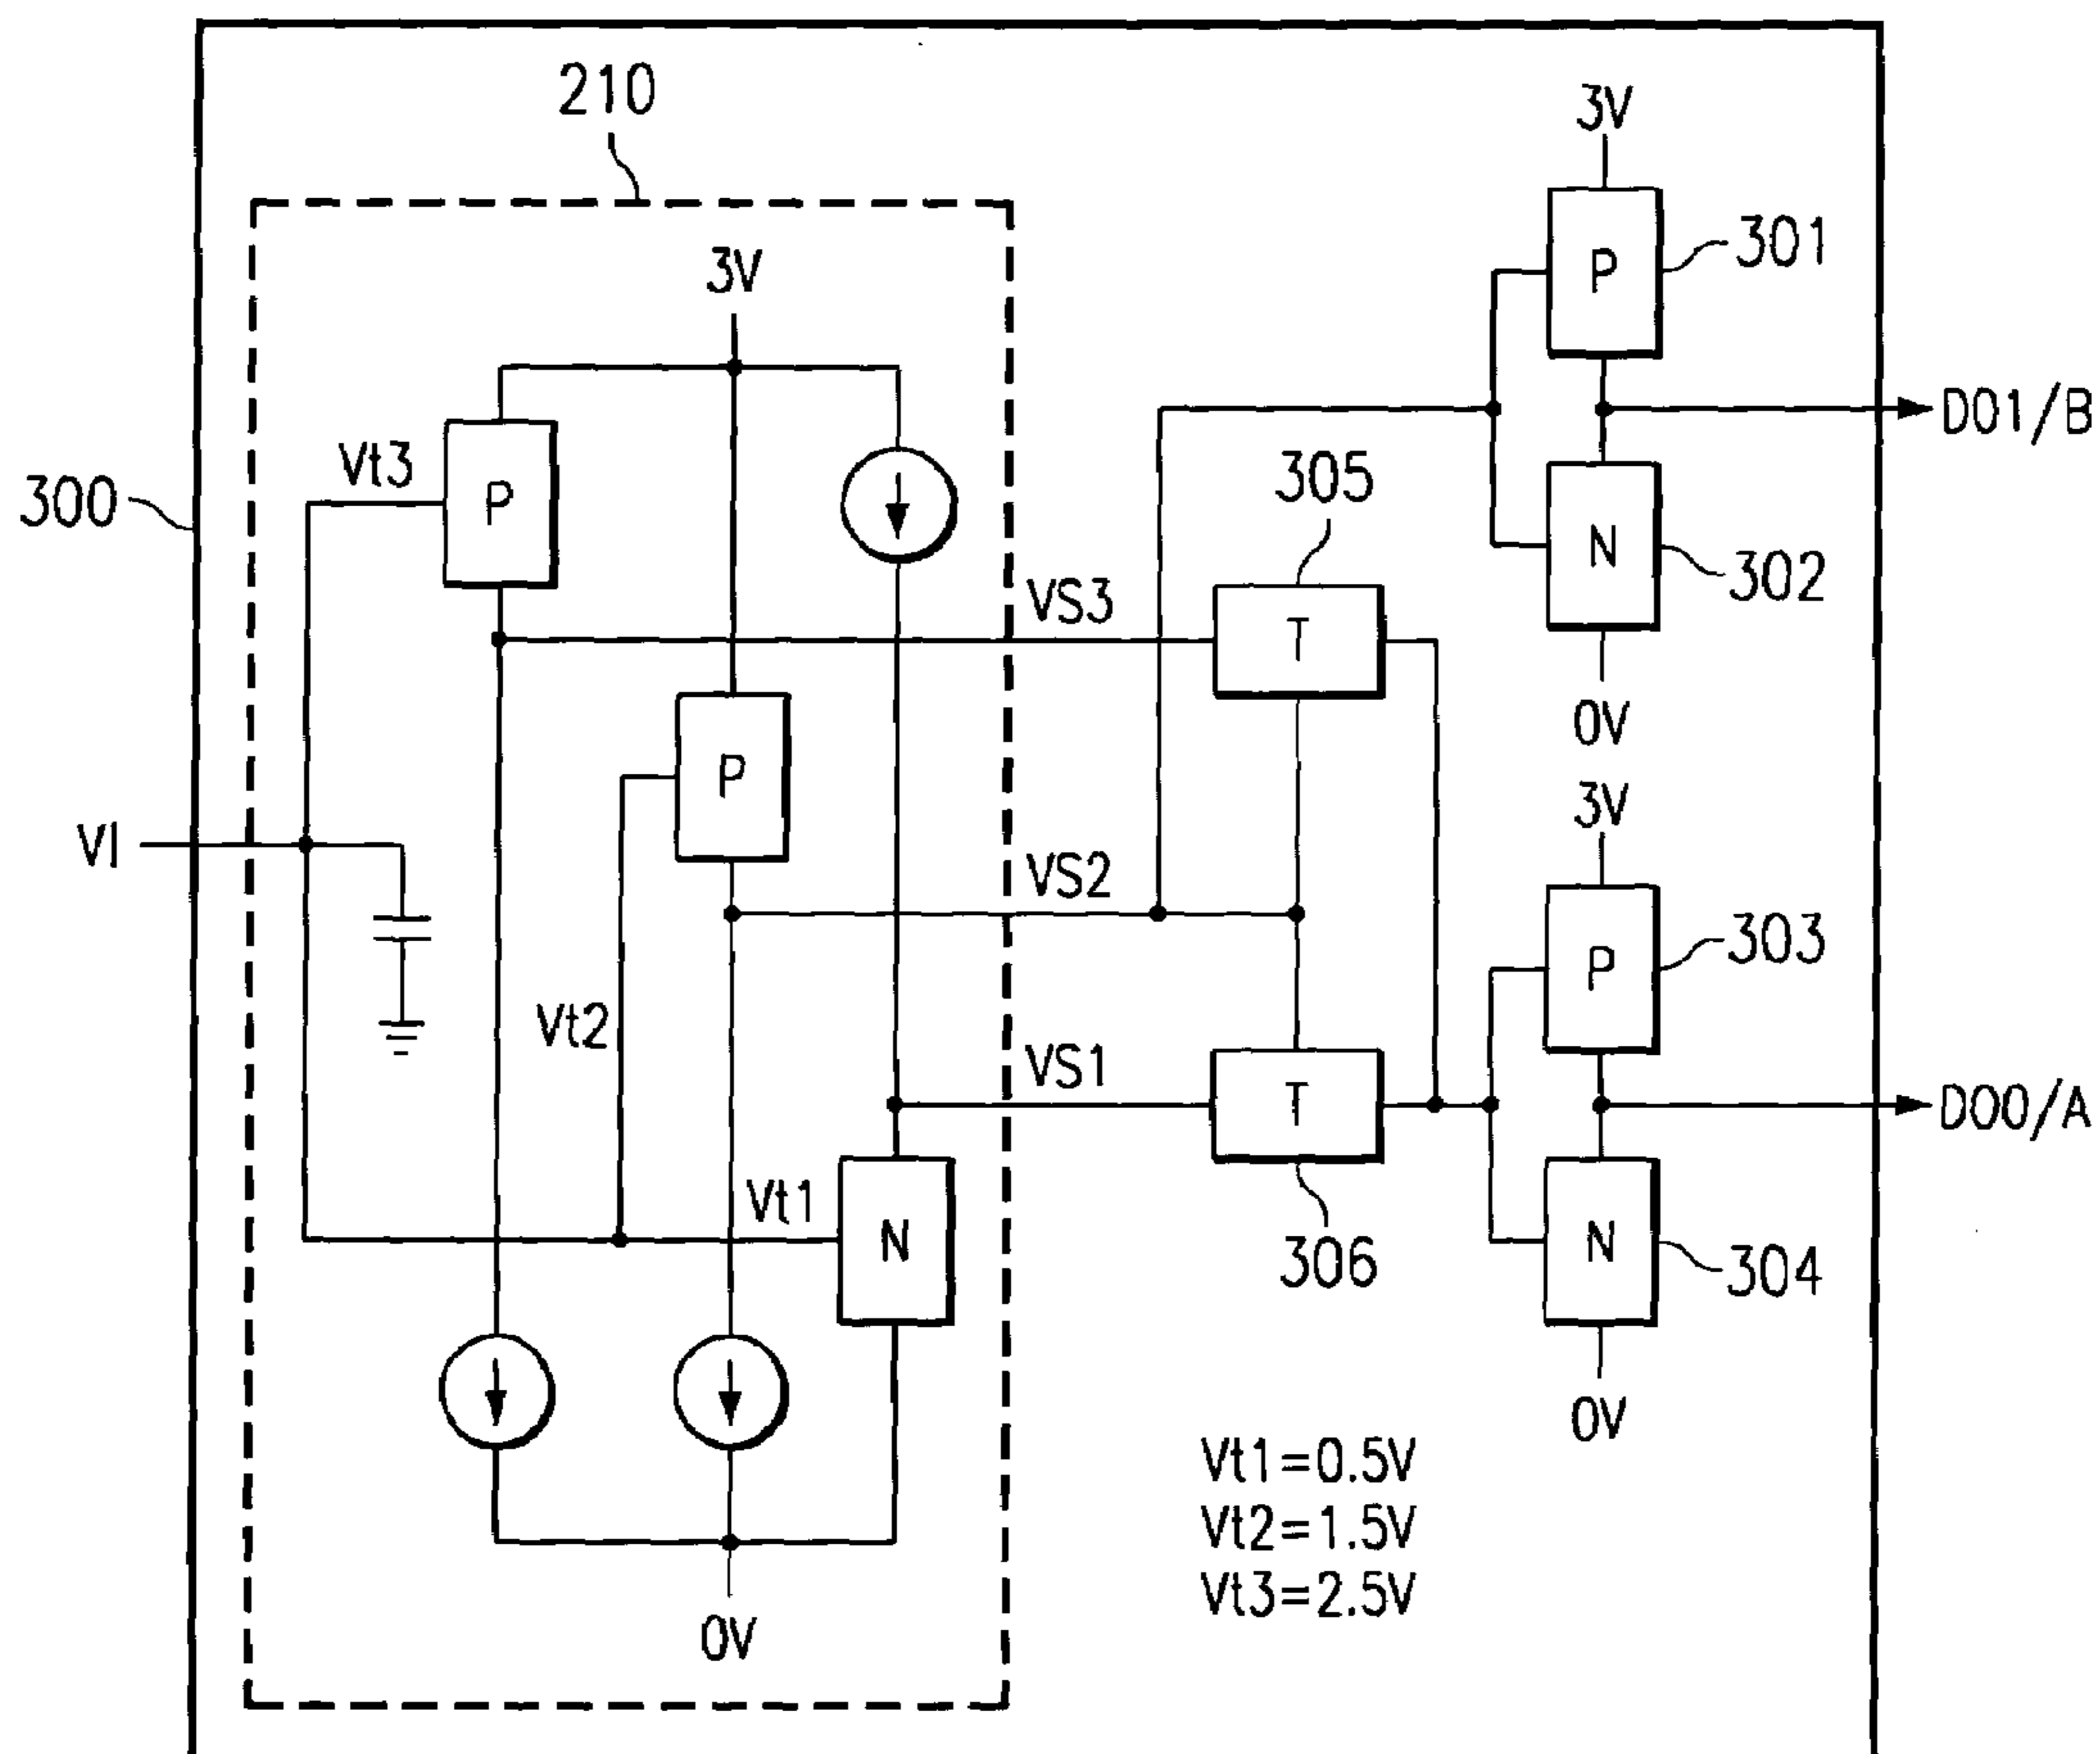 210
3V
P
301
3V
D01/B
Vt3
305
300
P
N
302
VS3
T
0V
P
3V
VI
VS2
P
303
Vt2
VS1
T
D00/A
Vt1
N
306
N
304
0V
Vt1=0.5V
Vt2=1.5V
Vt3=2.5V
0V